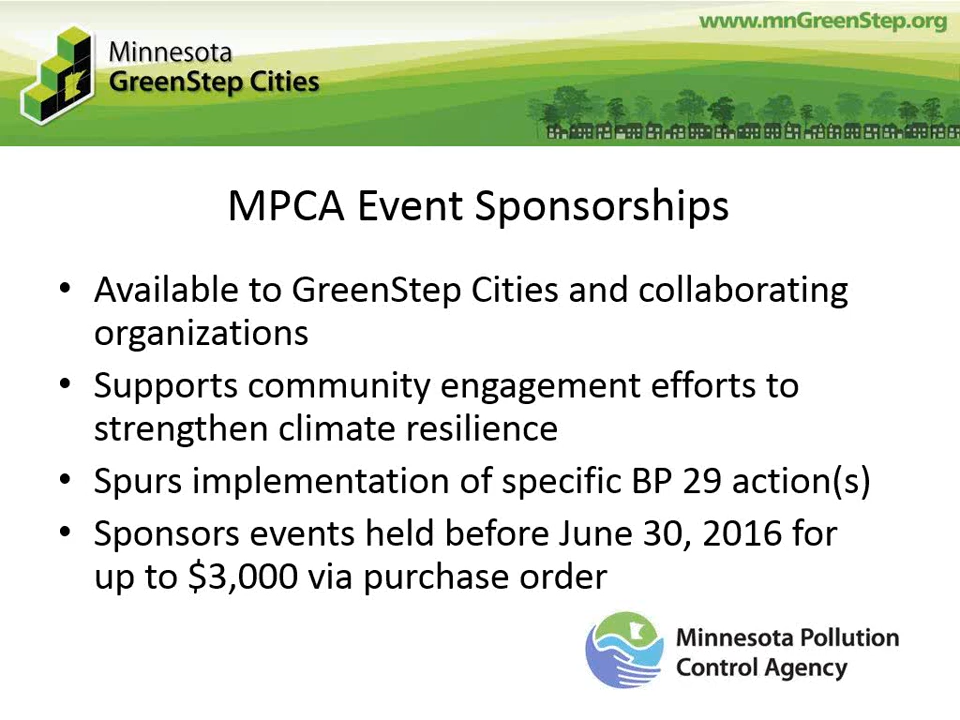 www.mnGreenStep.org
Minnesota
GreenStep Cities
MPCA Event Sponsorships
• Available to GreenStep Cities and collaborating
organizations
• Supports community engagement efforts to
strengthen climate resilience
• Spurs implementation of specific BP 29 action(s)
• Sponsors events held before June 30, 2016 for
up to $3,000 via purchase order
Minnesota Pollution
Control Agency